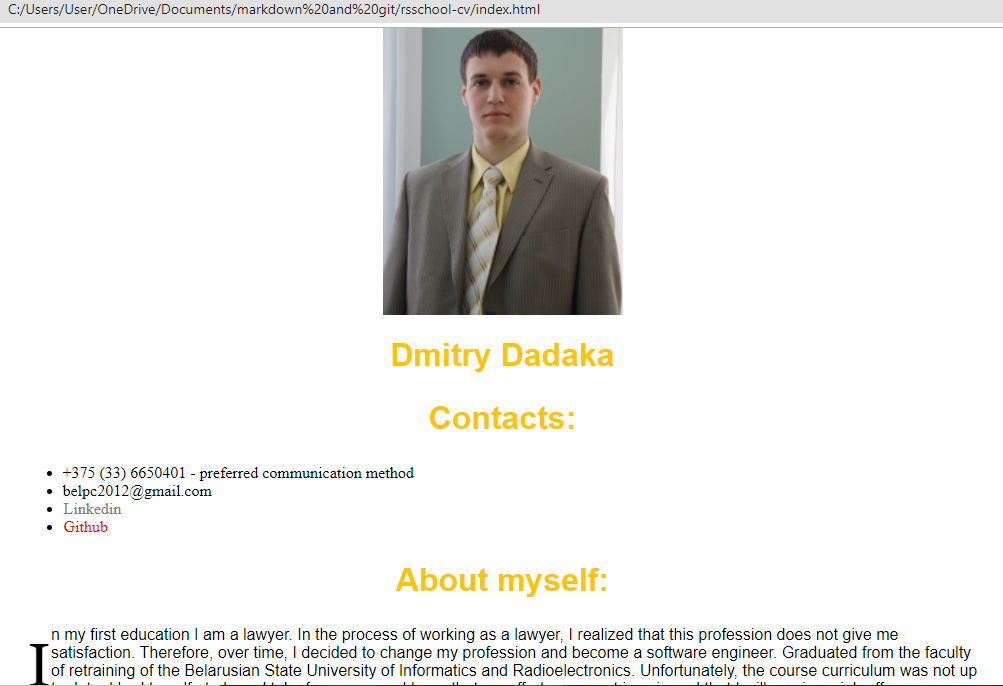 C:/Users/User/OneDrive/Documents/markdown%20and%20git/rsschool-cv/index.html
Dmitry Dadaka
Contacts:
+375 (33) 6650401 - preferred communication method
belpc2012@gmail.com
Linkedin
Github
About myself:
In my first education I am a lawyer. In the process of working as a lawyer, I realized that this profession does not give me
satisfaction. Therefore, over time, I decided to change my profession and become a software engineer. Graduated from the faculty
of retraining of the Belarusian State University of Informatics and Radioelectronics. Unfortunately, the course curriculum was not up